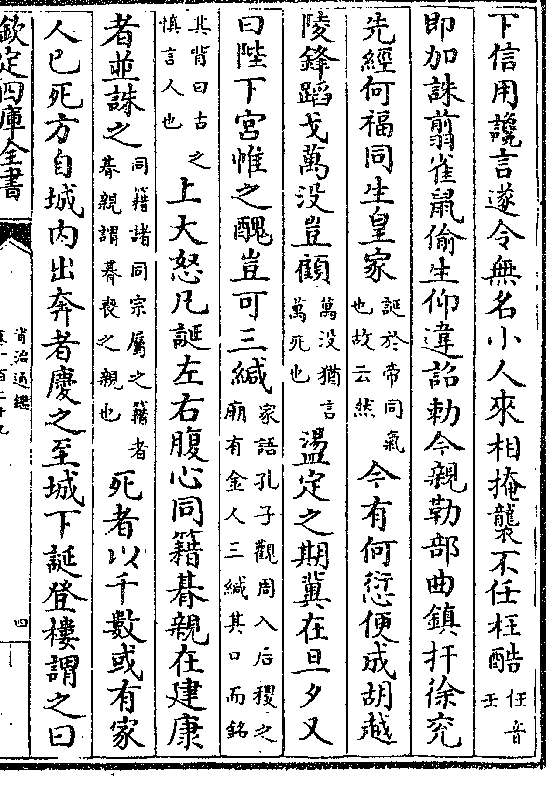 下信用讒言遂令無名小人來相掩襲不任枉酷任音壬
即加誅翦雀鼠偷生仰違詔勅今親勒部曲鎮扞徐兖
先經何福同生皇家誕於帝同氣也故云然今有何愆便成胡越
陵鋒蹈戈萬没豈顧萬没猶言萬死也盪定之期冀在旦夕又
曰陛下宮帷之醜豈可三緘家語孔子觀周入后稷之廟有金人三緘其口而銘
其背曰古之慎言人也上大怒凡誕左右腹心同籍朞親在建康
者並誅之同籍諸同宗屬之籍者朞親謂朞喪之親也死者以千數或有家
人已死方自城内出奔者慶之至城下誕登樓謂之曰
欽定四庫全書
資治通鑑
卷一百二十九
四